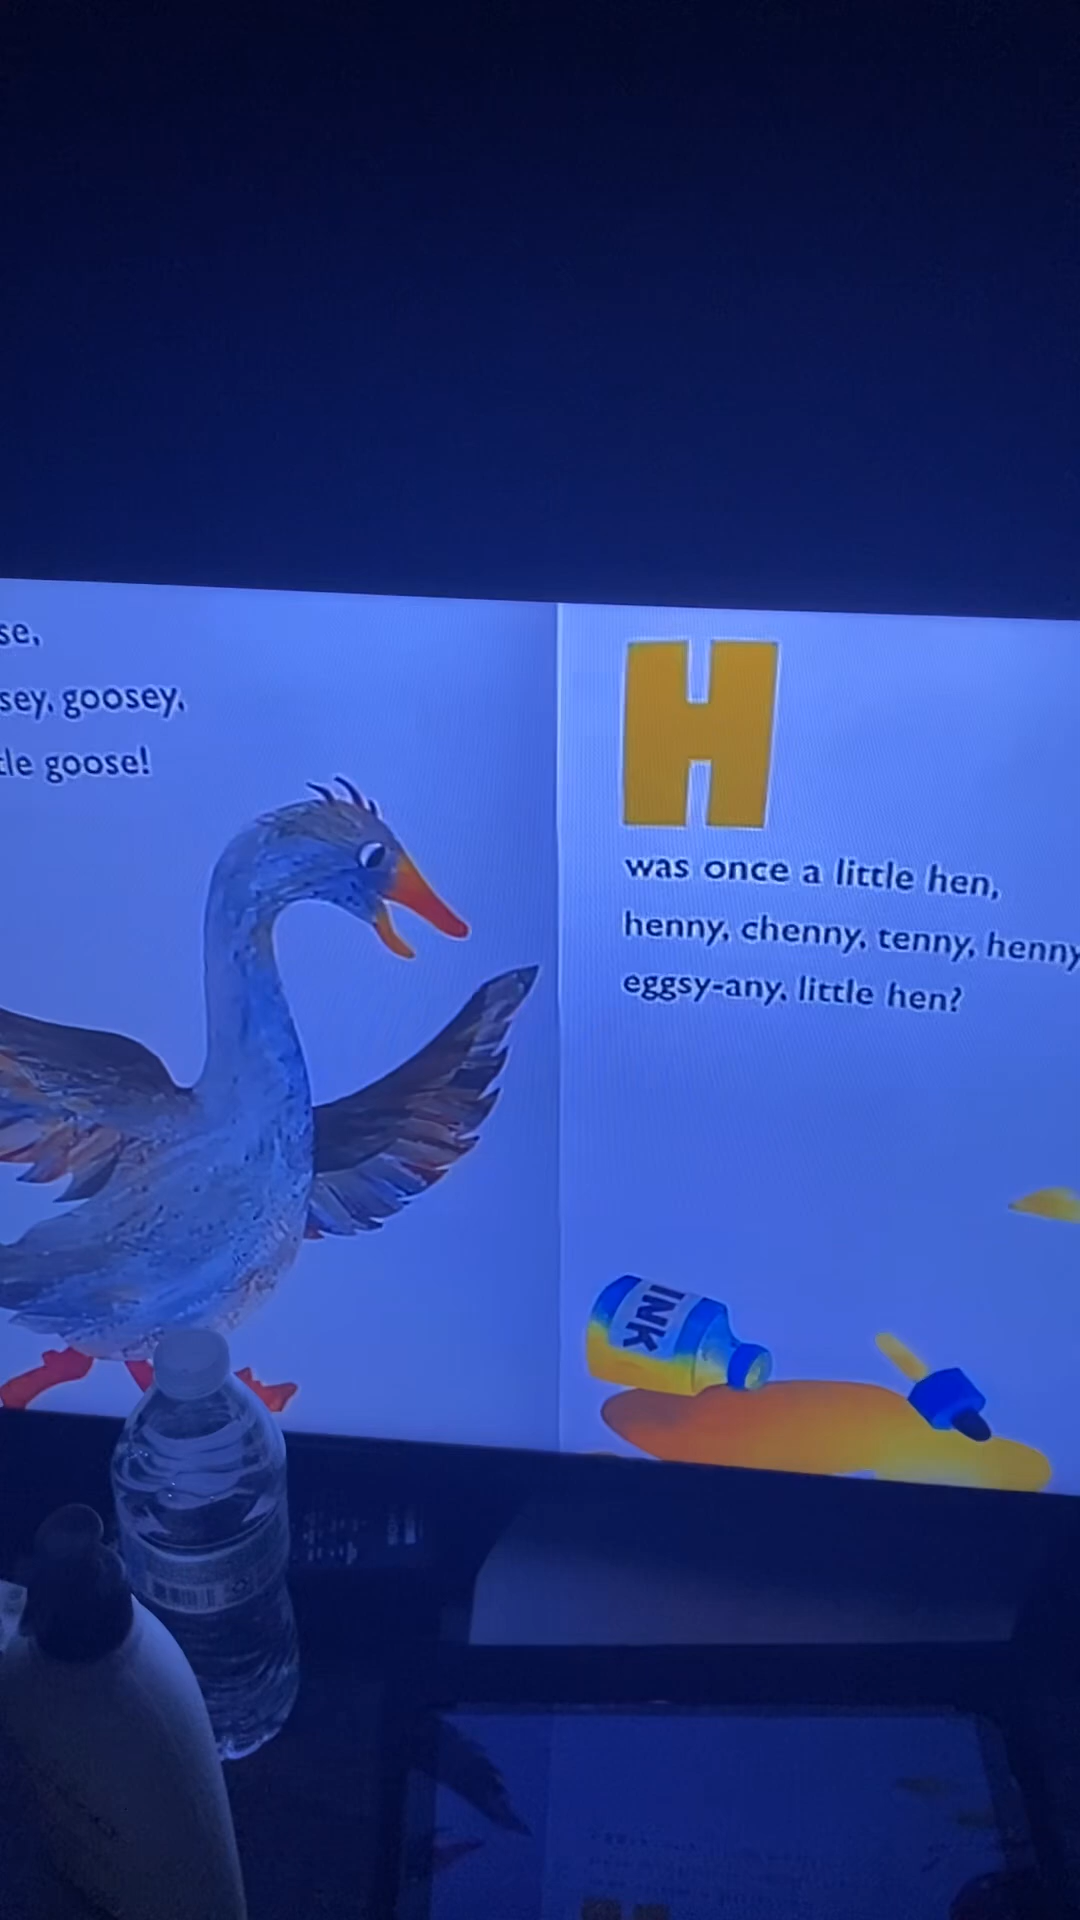 se,
sey, goosey,
tle goose!
H
was once a little hen,
henny, chenny, tenny, henny
eggsy-any, little hen?
INK